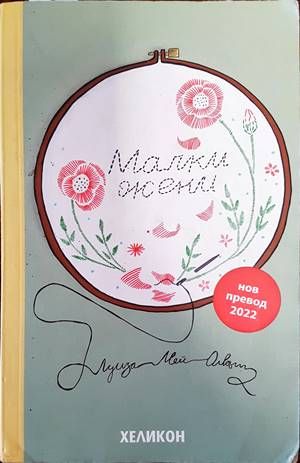 Малки
жени
нов
превод
2022
Луиза Мей Олкът
ХЕЛИКОН